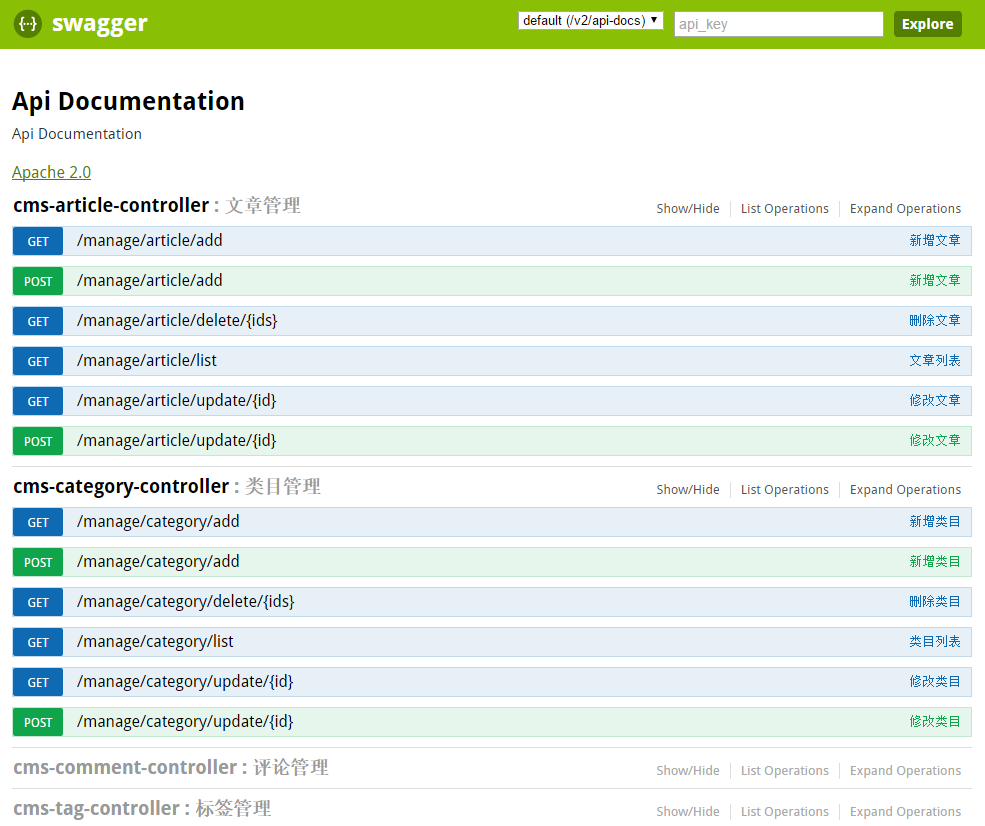 {···} swagger default (/v2/api-docs) ▼ api_key Explore
Api Documentation
Api Documentation
Apache 2.0
cms-article-controller : 文章管理 Show/Hide List Operations Expand Operations
GET /manage/article/add 新增文章
POST /manage/article/add 新增文章
GET /manage/article/delete/{ids} 删除文章
GET /manage/article/list 文章列表
GET /manage/article/update/{id} 修改文章
POST /manage/article/update/{id} 修改文章
cms-category-controller : 类目管理 Show/Hide List Operations Expand Operations
GET /manage/category/add 新增类目
POST /manage/category/add 新增类目
GET /manage/category/delete/{ids} 删除类目
GET /manage/category/list 类目列表
GET /manage/category/update/{id} 修改类目
POST /manage/category/update/{id} 修改类目
cms-comment-controller : 评论管理 Show/Hide List Operations Expand Operations
cms-tag-controller : 标签管理 Show/Hide List Operations Expand Operations